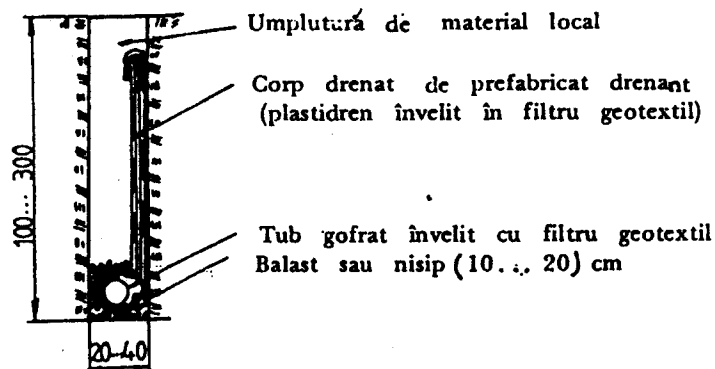 Umplutură de material local
Corp drenat de prefabricat drenant
(plastidren învelit în filtru geotextil)
100... 300
Tub gofrat învelit cu filtru geotextil
Balast sau nisip (10... 20) cm
20-40